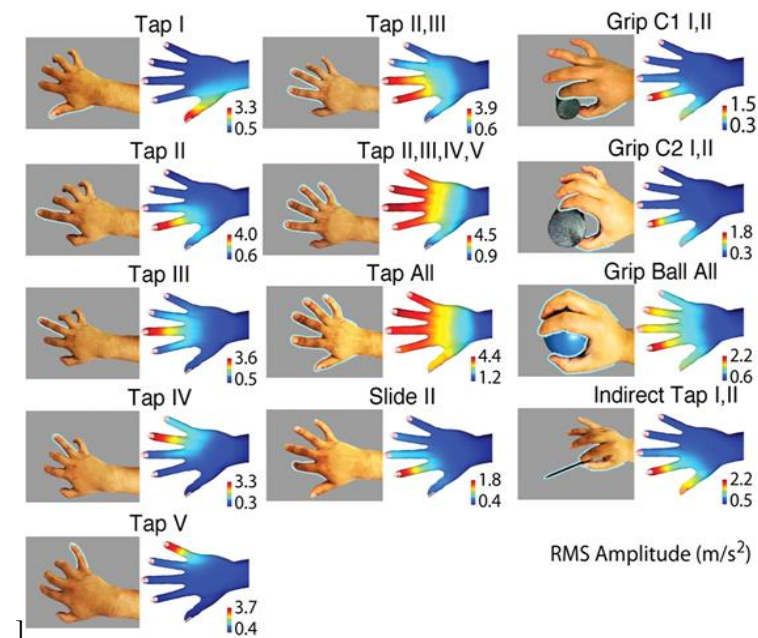 Tap I
3.3
0.5
Tap II
4.0
0.6
Tap III
3.6
0.5
Tap IV
3.3
0.3
Tap V
3.7
0.4
Tap II,III
3.9
0.6
Tap II,III,IV,V
4.5
0.9
Tap All
4.4
1.2
Slide II
1.8
0.4
Grip C1 I,II
1.5
0.3
Grip C2 I,II
1.8
0.3
Grip Ball All
2.2
0.6
Indirect Tap I,II
2.2
0.5
RMS Amplitude (m/s²)
]